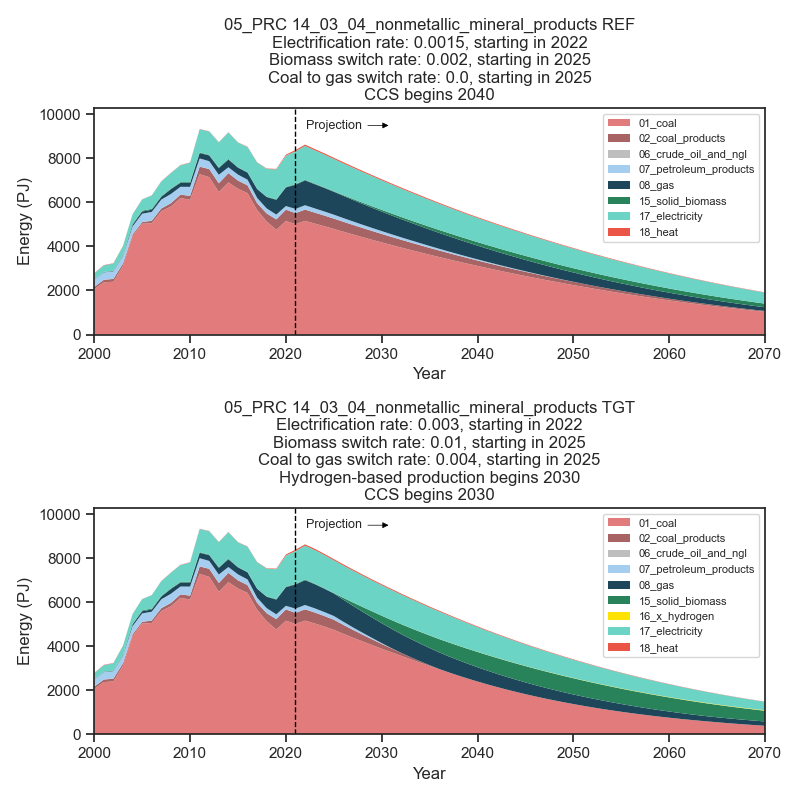 05_PRC 14_03_04_nonmetallic_mineral_products REF
Electrification rate: 0.0015, starting in 2022
Biomass switch rate: 0.002, starting in 2025
Coal to gas switch rate: 0.0, starting in 2025
CCS begins 2040
10000
8000
6000
4000
2000
0
Energy (PJ)
Projection
01_coal
02_coal_products
06_crude_oil_and_ngl
07_petroleum_products
08_gas
15_solid_biomass
17_electricity
18_heat
2000 2010 2020 2030 2040 2050 2060 2070
Year
05_PRC 14_03_04_nonmetallic_mineral_products TGT
Electrification rate: 0.003, starting in 2022
Biomass switch rate: 0.01, starting in 2025
Coal to gas switch rate: 0.004, starting in 2025
Hydrogen-based production begins 2030
CCS begins 2030
10000
8000
6000
4000
2000
0
Energy (PJ)
Projection
01_coal
02_coal_products
06_crude_oil_and_ngl
07_petroleum_products
08_gas
15_solid_biomass
16_x_hydrogen
17_electricity
18_heat
2000 2010 2020 2030 2040 2050 2060 2070
Year